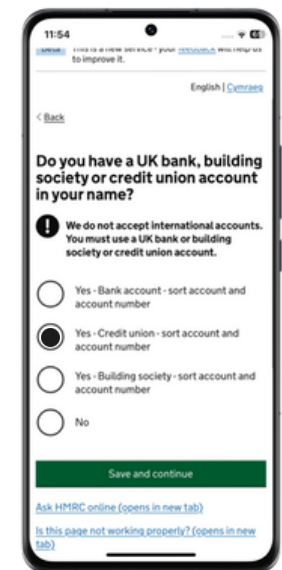 11:54
Beta This is a new service - your feedback will help us
to improve it.
English | Cymraeg
< Back
Do you have a UK bank, building
society or credit union account
in your name?
! We do not accept international accounts.
You must use a UK bank or building
society or credit union account.
Yes - Bank account - sort account and
account number
Yes - Credit union - sort account and
account number
Yes - Building society - sort account and
account number
No
Save and continue
Ask HMRC online (opens in new tab)
Is this page not working properly? (opens in new
tab)